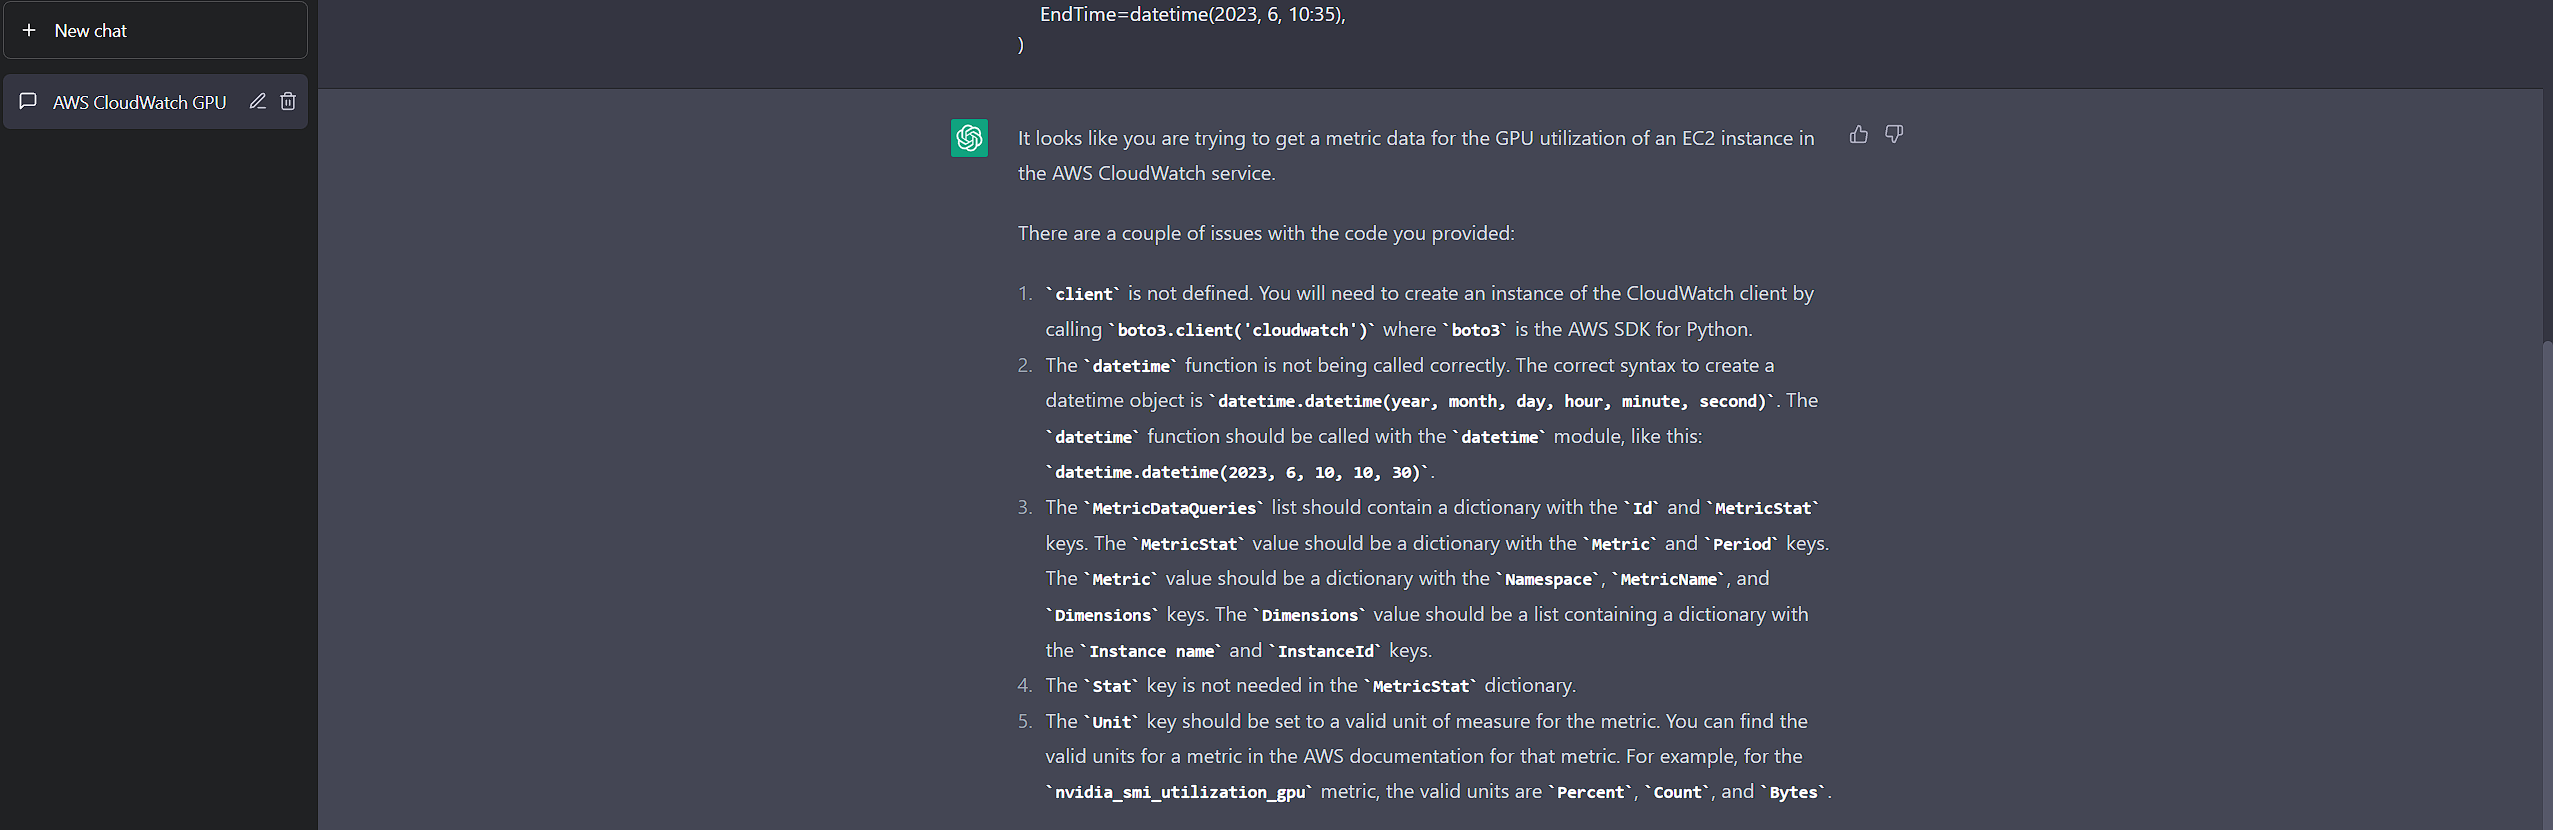 New chat
AWS CloudWatch GPU
EndTime=datetime(2023, 6, 10:35),
)
It looks like you are trying to get a metric data for the GPU utilization of an EC2 instance in
the AWS CloudWatch service.
There are a couple of issues with the code you provided:
1. `client` is not defined. You will need to create an instance of the CloudWatch client by
calling `boto3.client('cloudwatch')` where `boto3` is the AWS SDK for Python.
2. The `datetime` function is not being called correctly. The correct syntax to create a
datetime object is `datetime.datetime(year, month, day, hour, minute, second)`. The
`datetime` function should be called with the `datetime` module, like this:
`datetime.datetime(2023, 6, 10, 10, 30)`.
3. The `MetricDataQueries` list should contain a dictionary with the `Id` and `MetricStat`
keys. The `MetricStat` value should be a dictionary with the `Metric` and `Period` keys.
The `Metric` value should be a dictionary with the `Namespace`, `MetricName`, and
`Dimensions` keys. The `Dimensions` value should be a list containing a dictionary with
the `Instance name` and `InstanceId` keys.
4. The `Stat` key is not needed in the `MetricStat` dictionary.
5. The `Unit` key should be set to a valid unit of measure for the metric. You can find the
valid units for a metric in the AWS documentation for that metric. For example, for the
`nvidia_smi_utilization_gpu` metric, the valid units are `Percent`, `Count`, and `Bytes`.